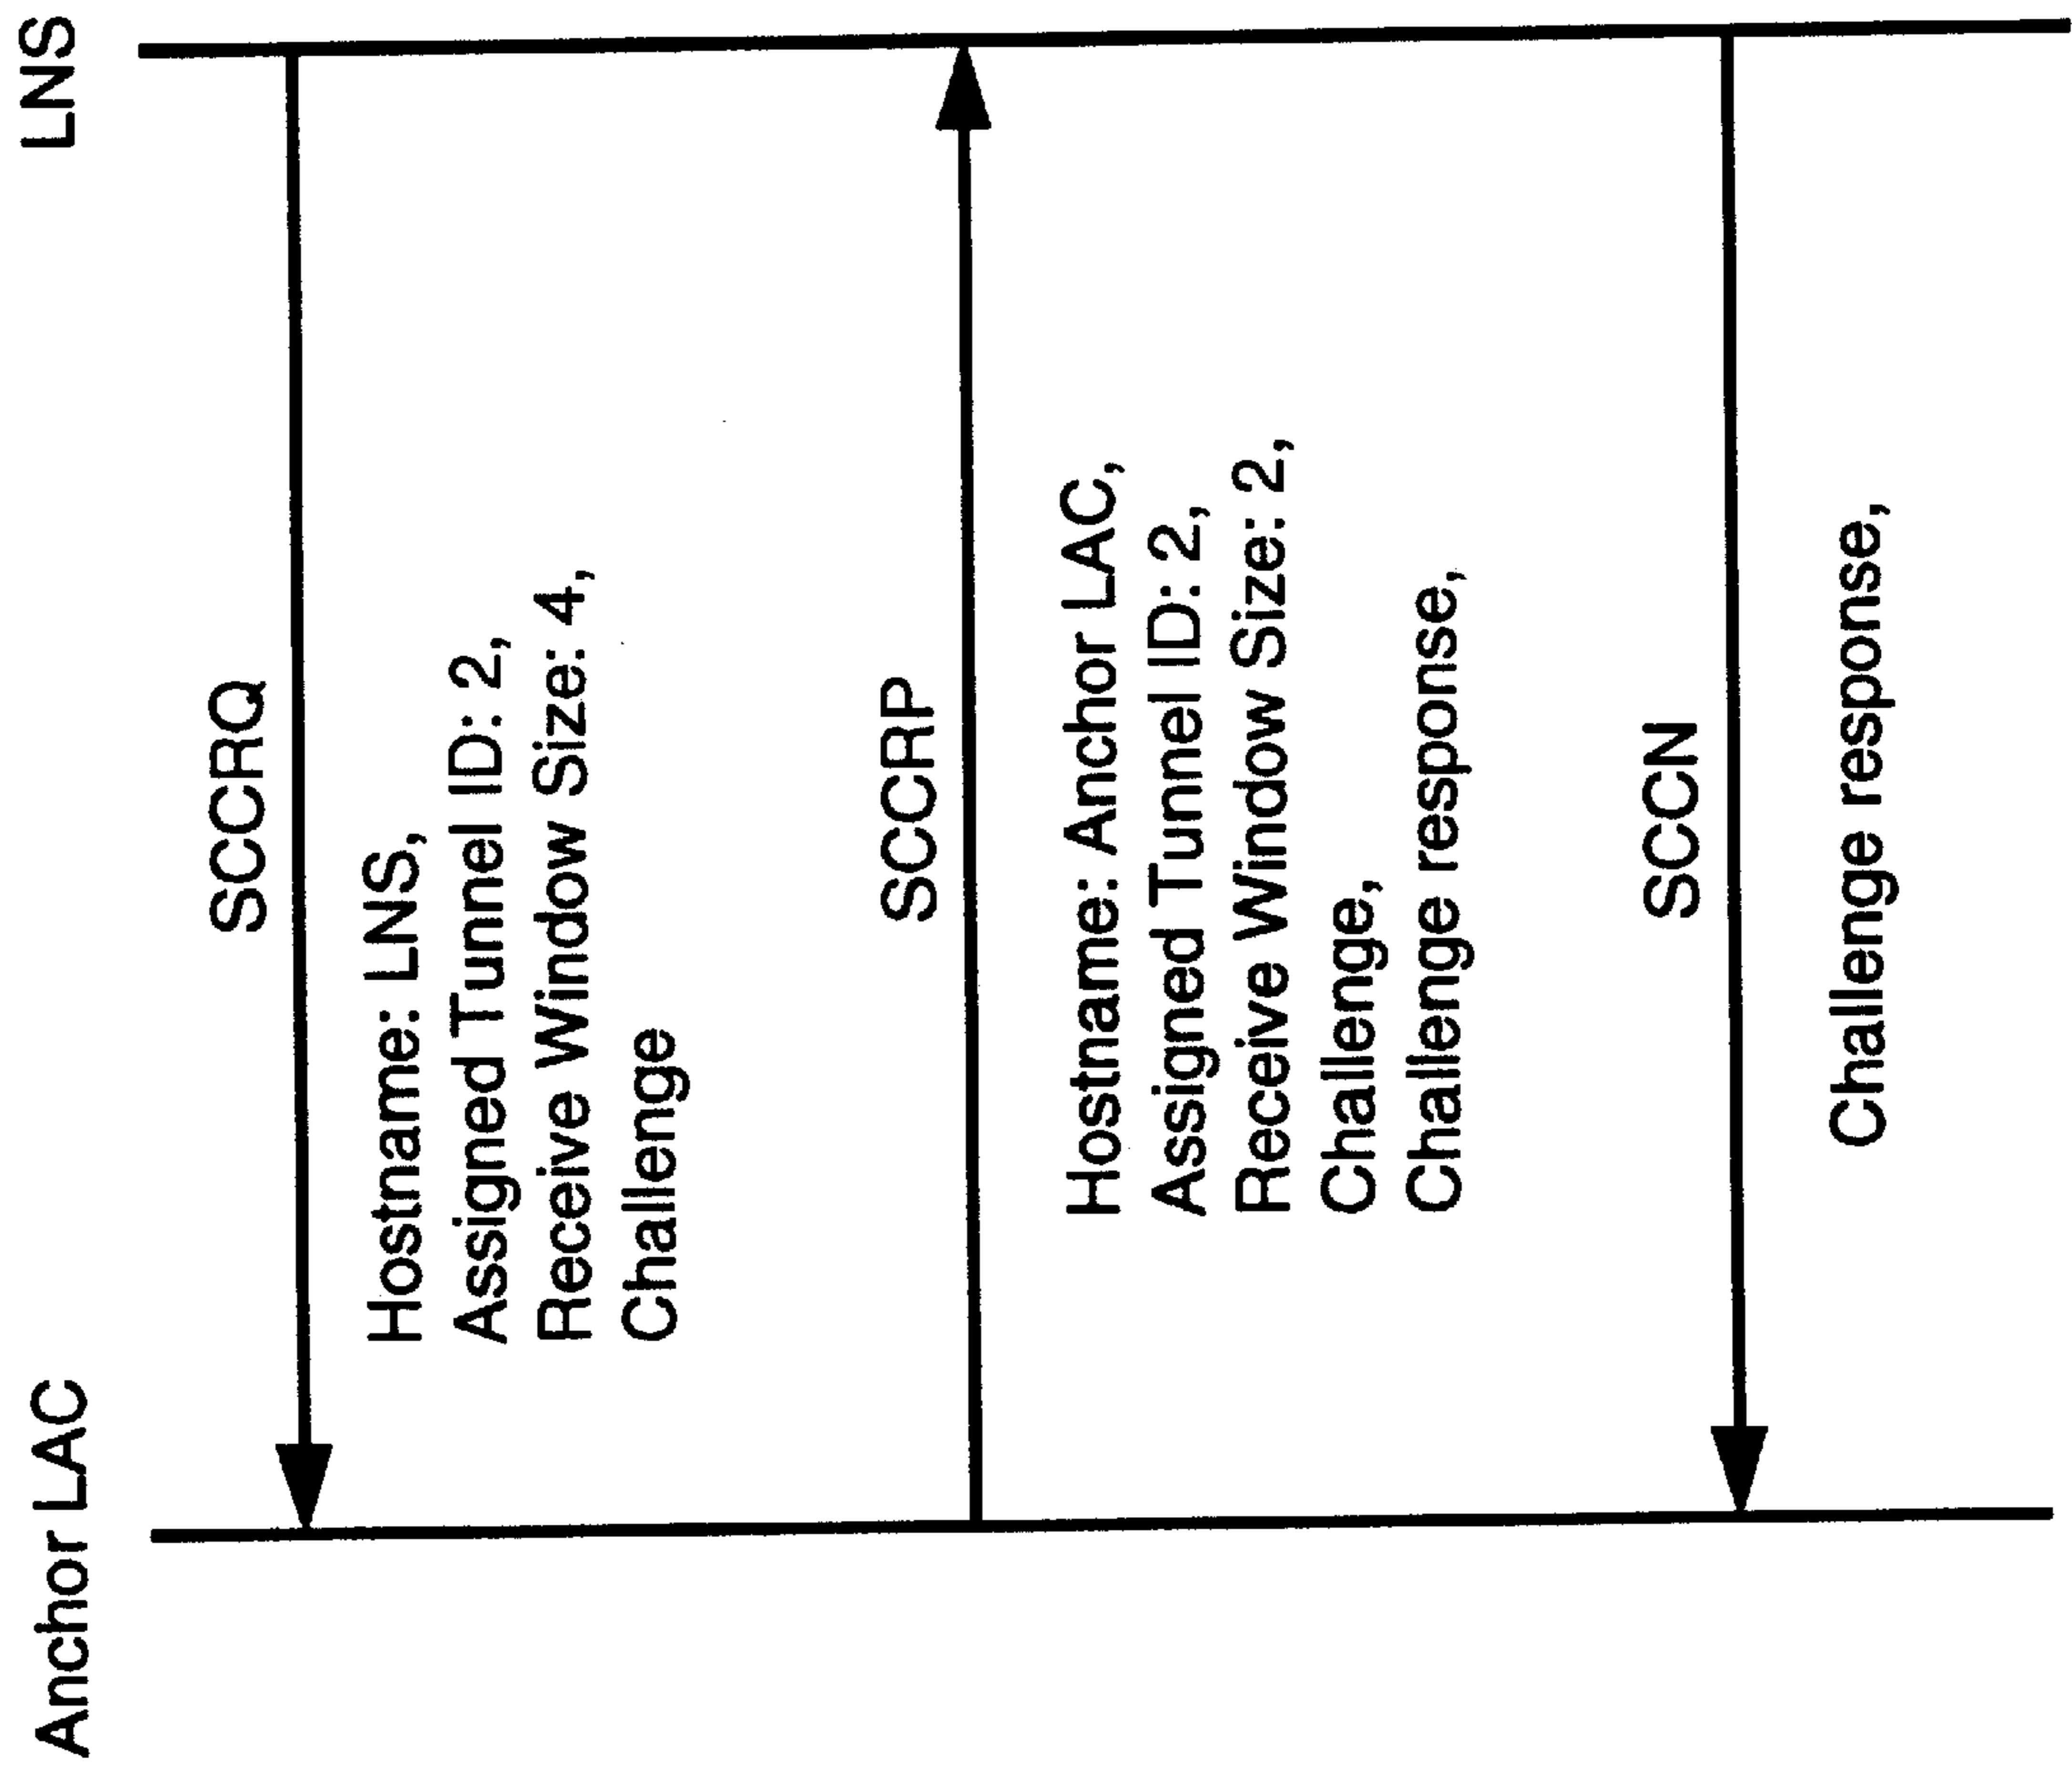 Anchor LAC
LNS
SCCRQ
Hostname: LNS,
Assigned Tunnel ID: 2,
Receive Window Size: 4,
Challenge
SCCRP
Hostname: Anchor LAC,
Assigned Tunnel ID: 2,
Receive Window Size: 2,
Challenge,
Challenge response,
SCCN
Challenge response,